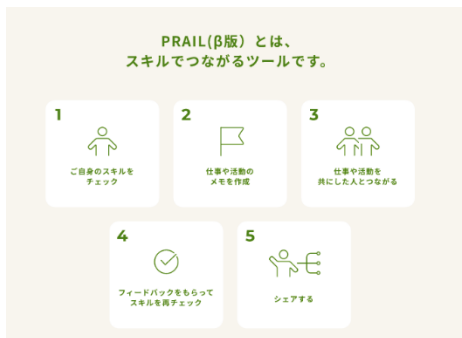 PRAIL(β版）とは、
スキルでつながるツールです。
1
ご自身のスキルを
チェック
2
仕事や活動の
メモを作成
3
仕事や活動を
共にした人とつながる
4
フィードバックをもらって
スキルを再チェック
5
シェアする